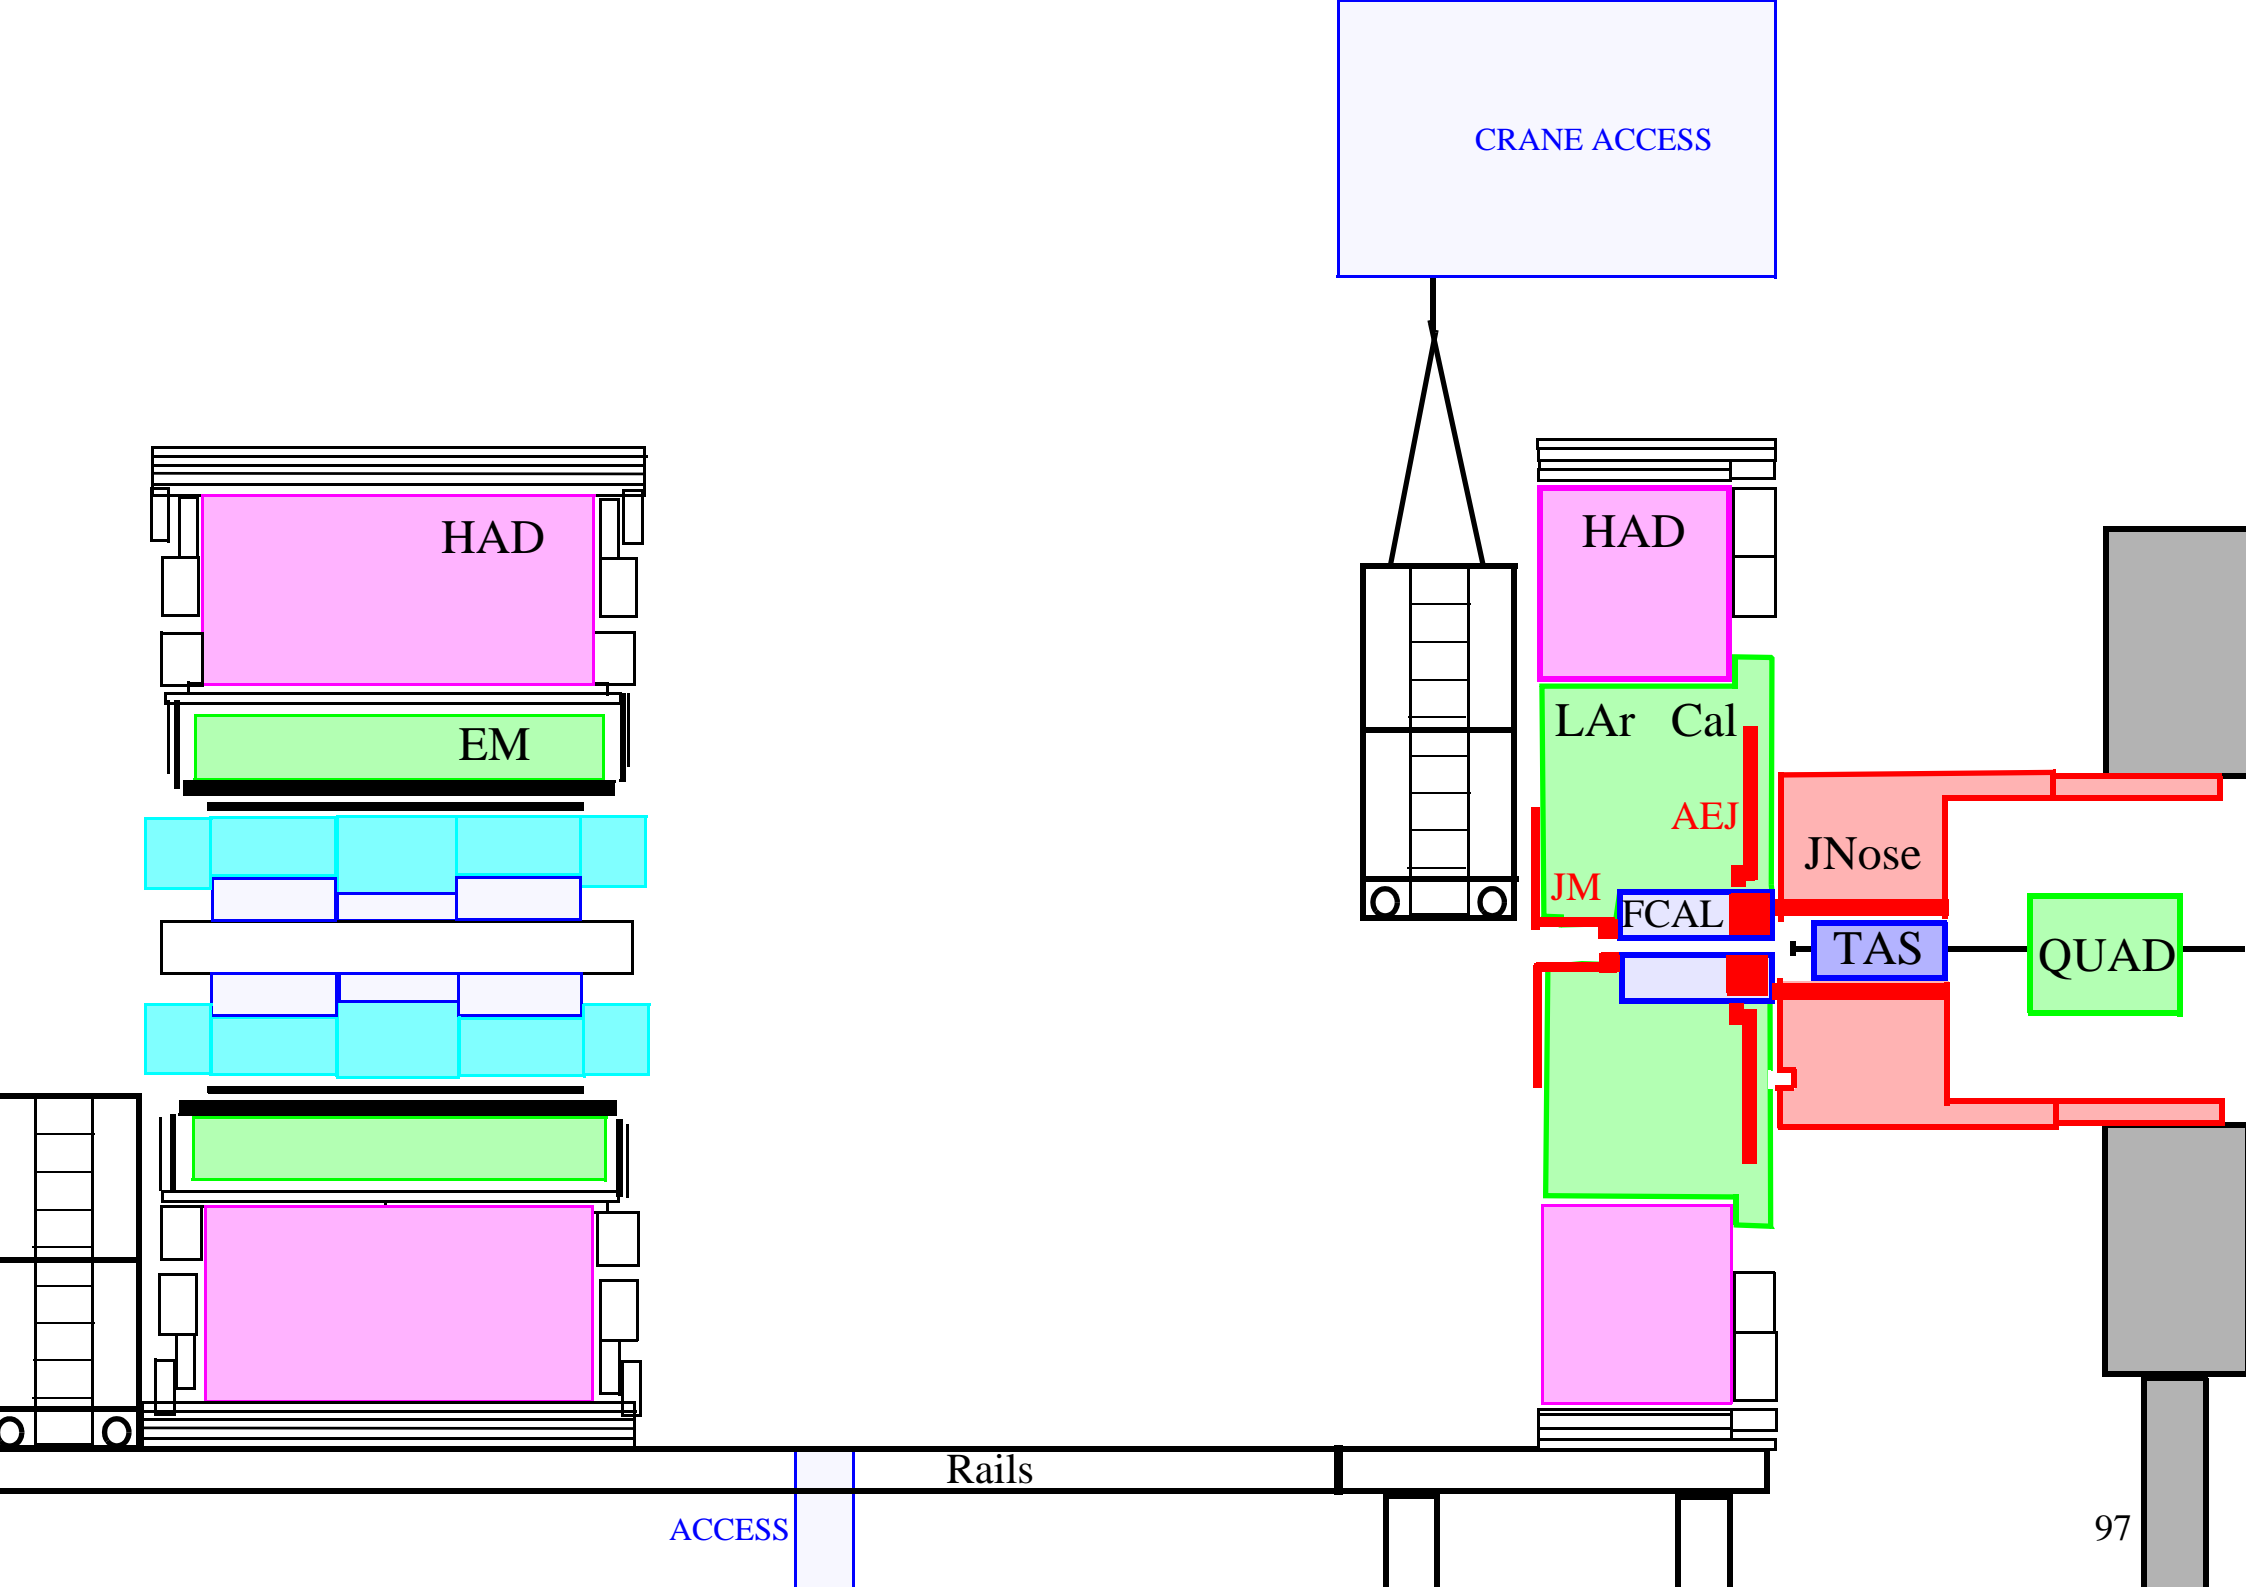 CRANE ACCESS
HAD
HAD
EM
LAr Cal
AEJ
JNose
JM
FCAL
TAS
QUAD
Rails
ACCESS
97